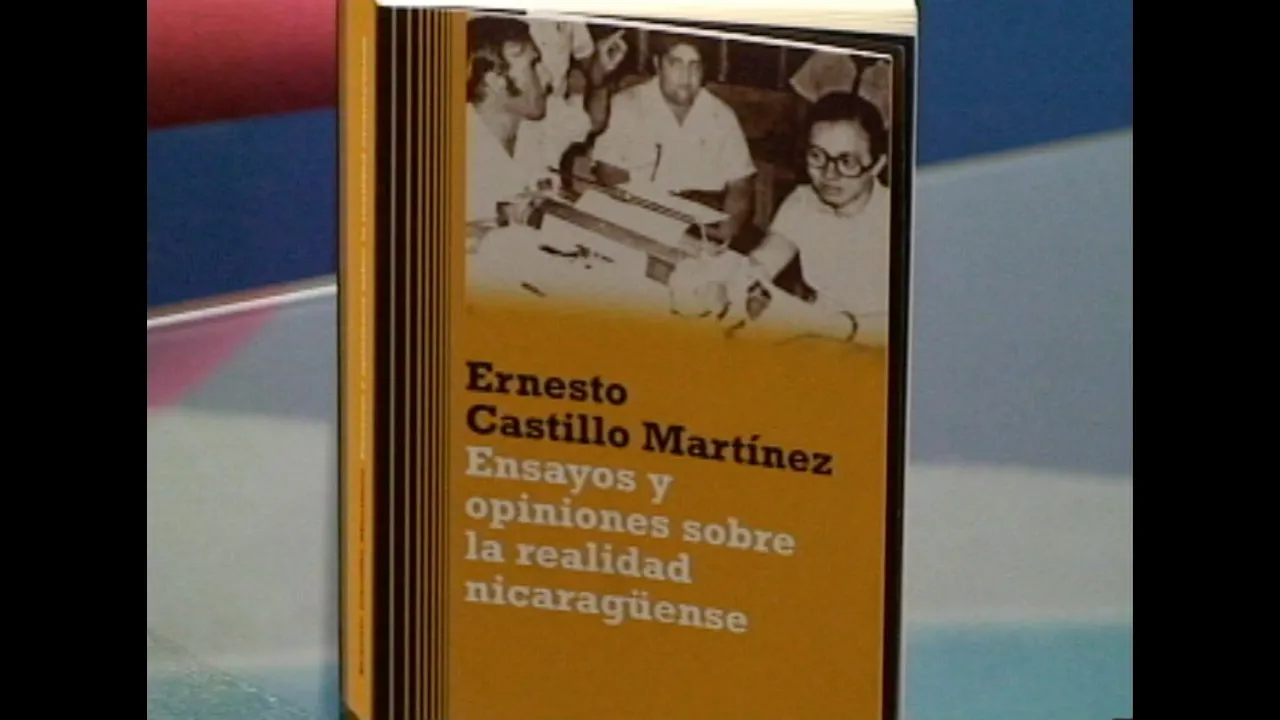 Ernesto
Castillo Martínez
Ensayos y
opiniones sobre
la realidad
nicaragüense